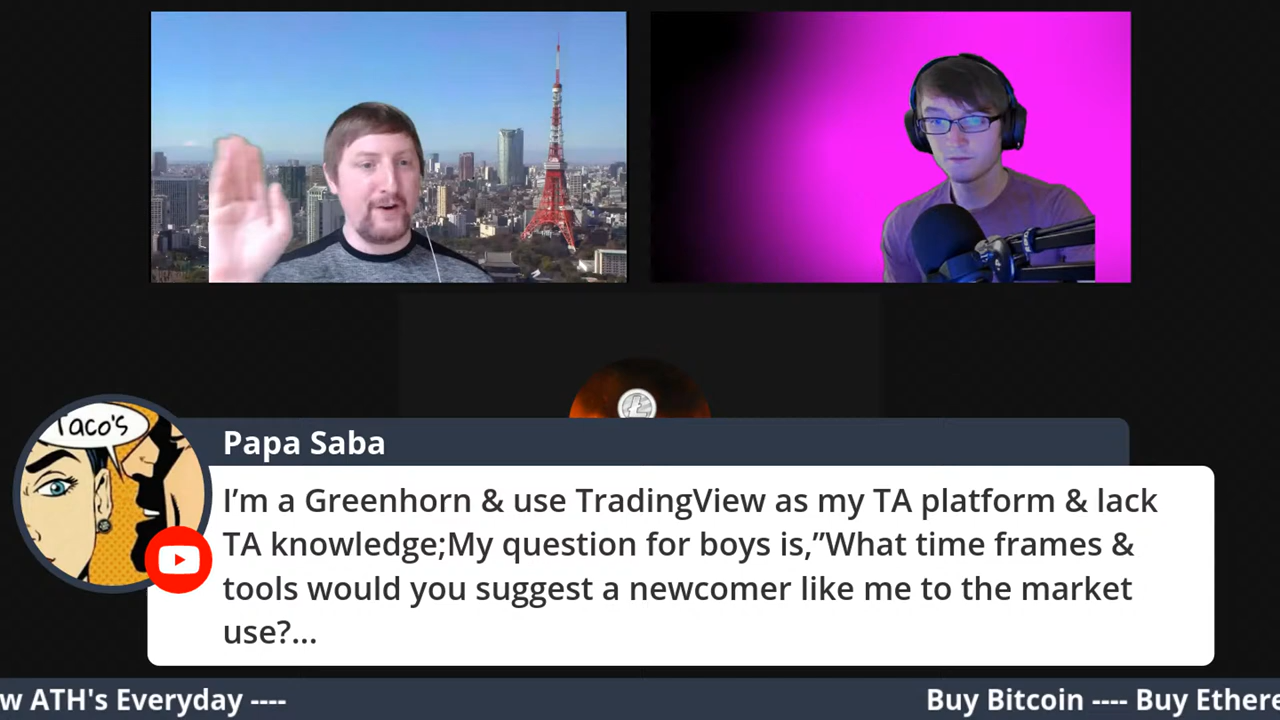 Taco's
Papa Saba
I’m a Greenhorn & use TradingView as my TA platform & lack
TA knowledge;My question for boys is,”What time frames &
tools would you suggest a newcomer like me to the market
use?...
w ATH's Everyday ----
Buy Bitcoin ---- Buy Ethere